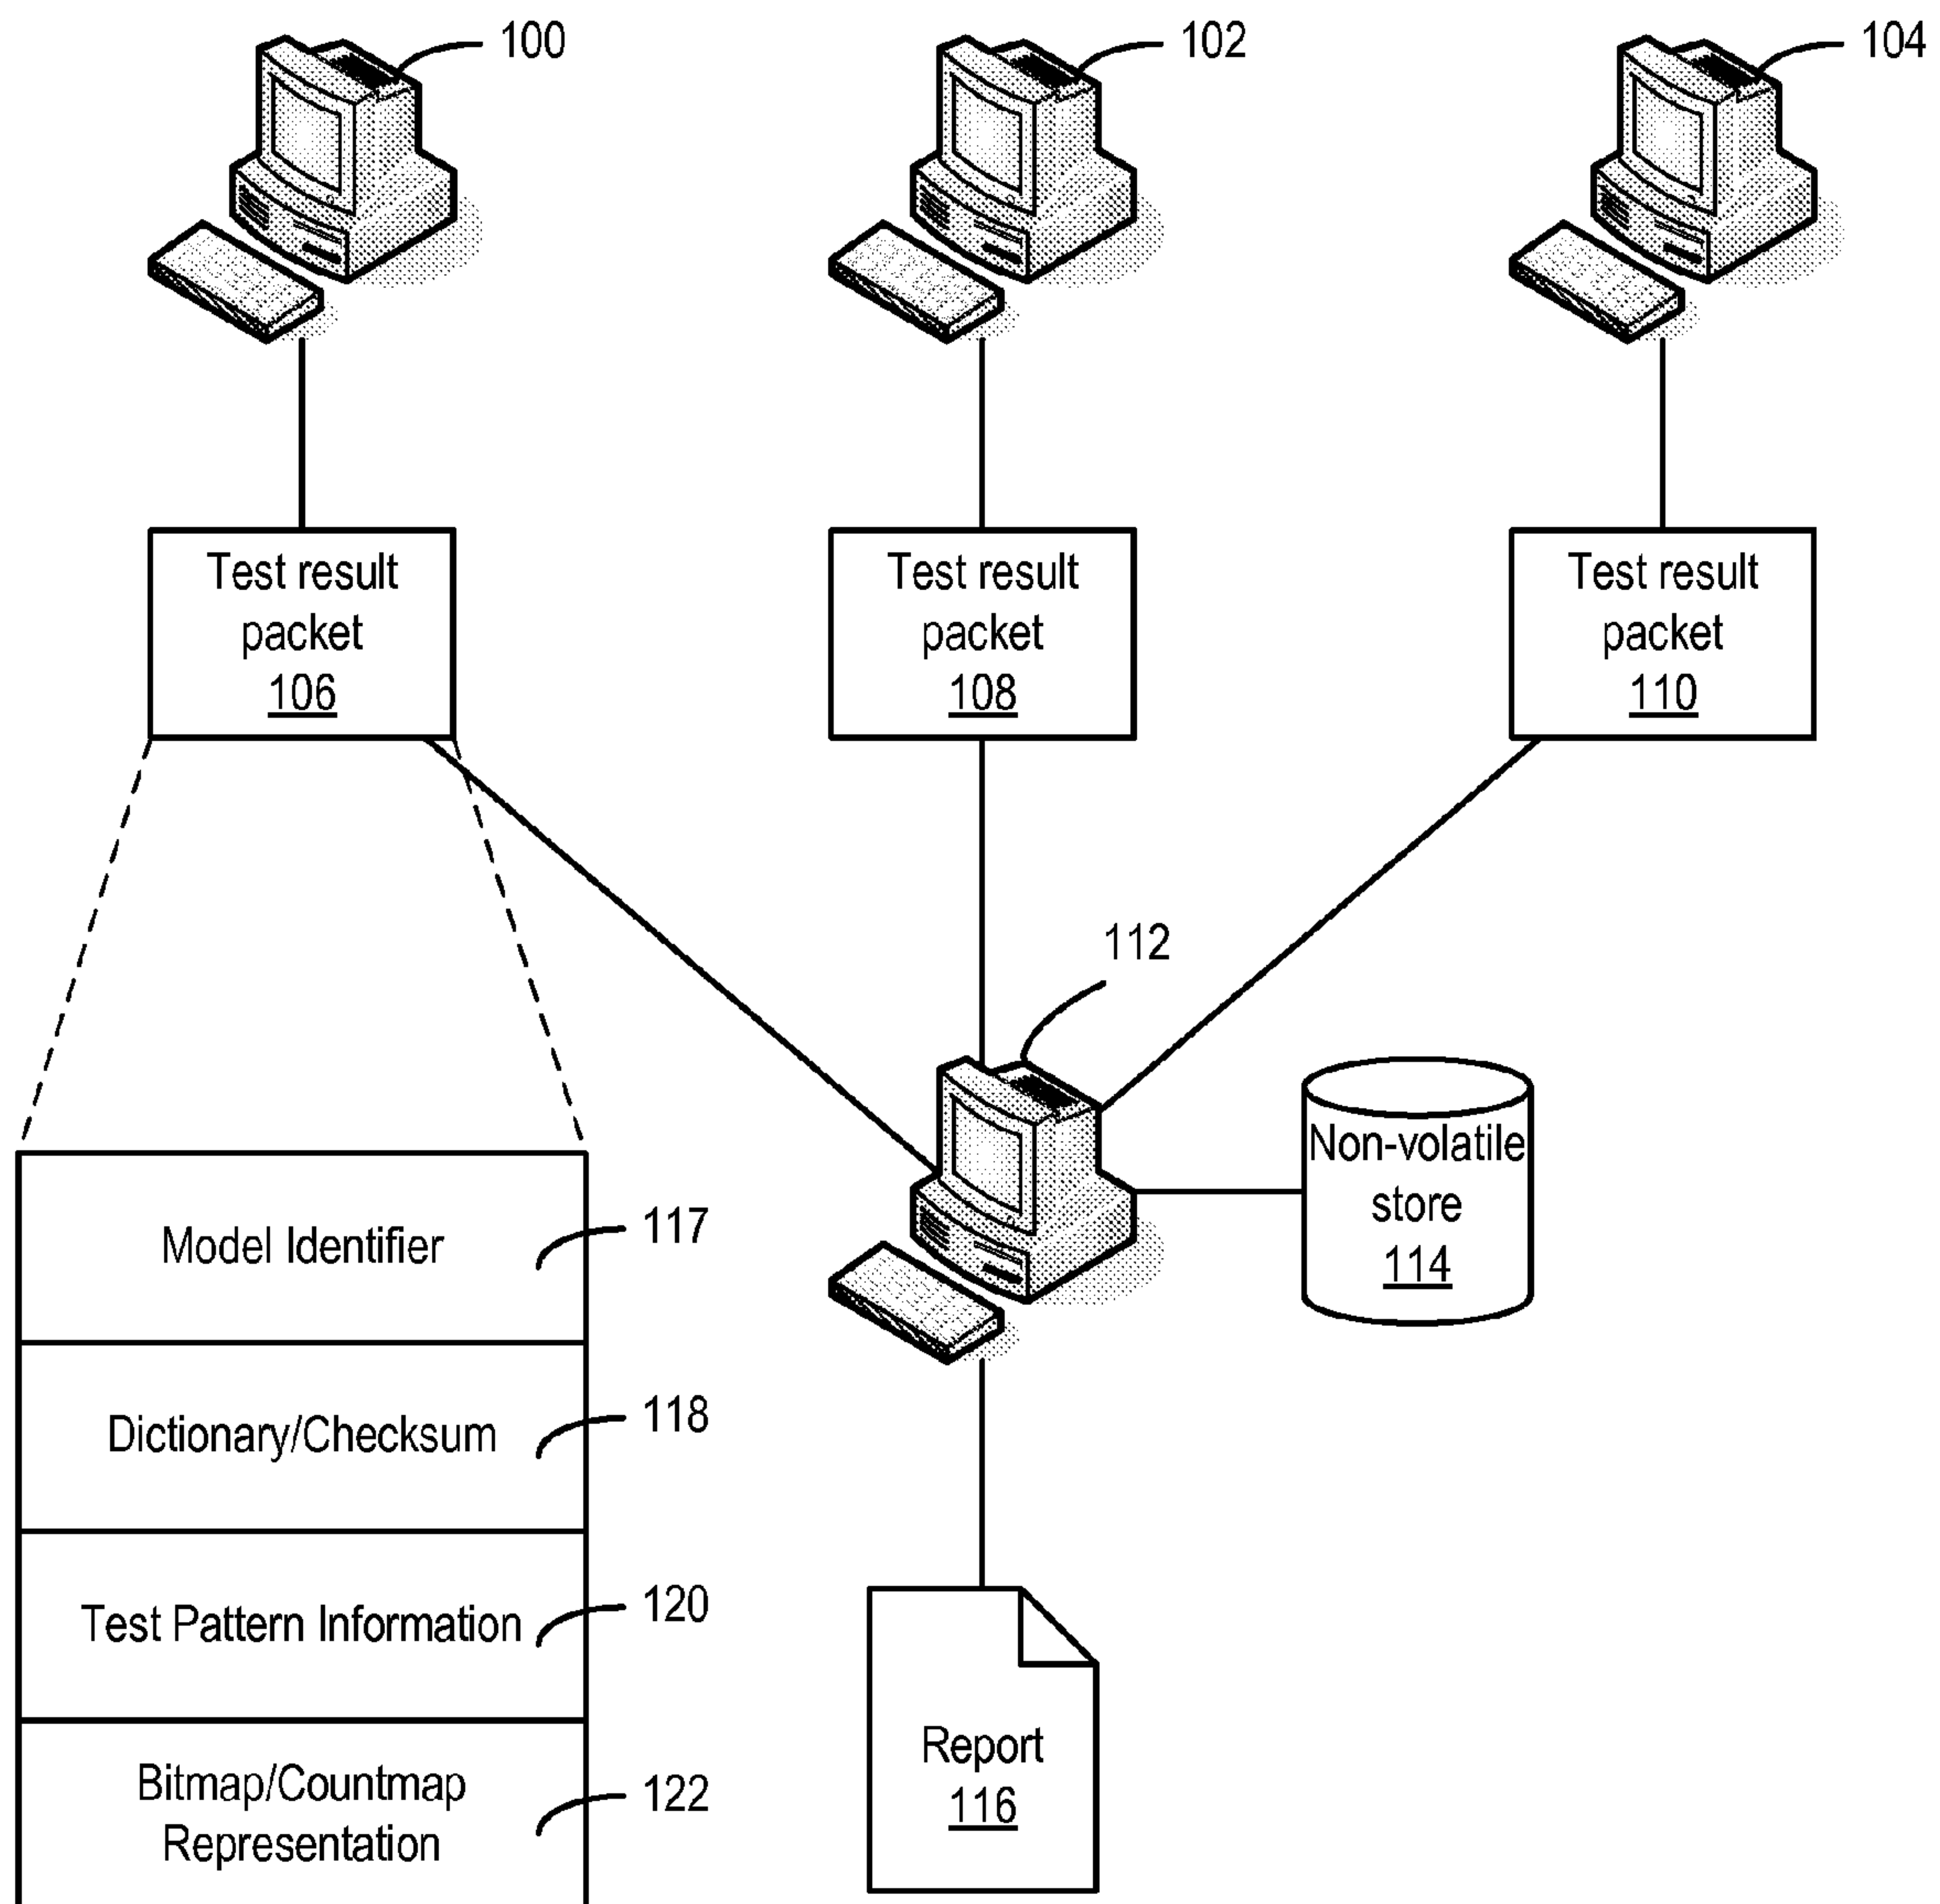 100
102
104
Test result
packet
106
Test result
packet
108
Test result
packet
110
112
Non-volatile
store
114
Model Identifier
117
Dictionary/Checksum
118
Test Pattern Information
120
Bitmap/Countmap
Representation
122
Report
116